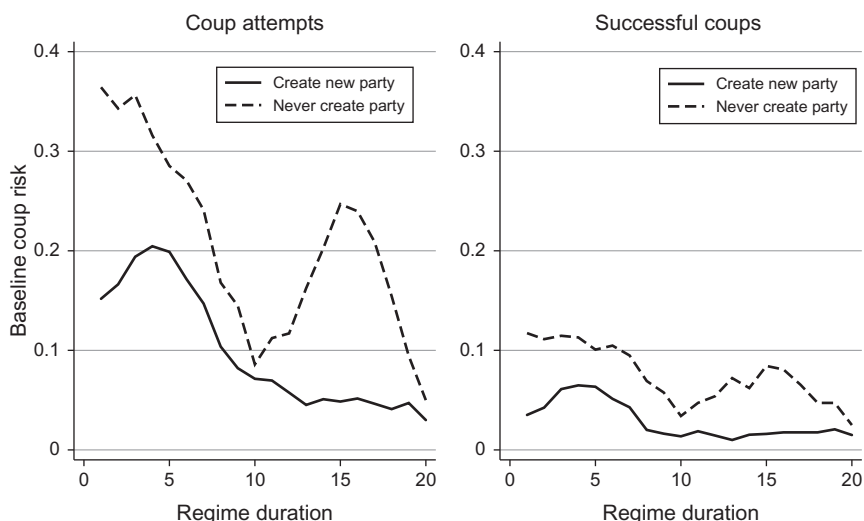 Coup attempts
Successful coups
Baseline coup risk
0.4
0.3
0.2
0.1
0
Create new party
Never create party
0 5 10 15 20
Regime duration
0.4
0.3
0.2
0.1
0
Create new party
Never create party
0 5 10 15 20
Regime duration